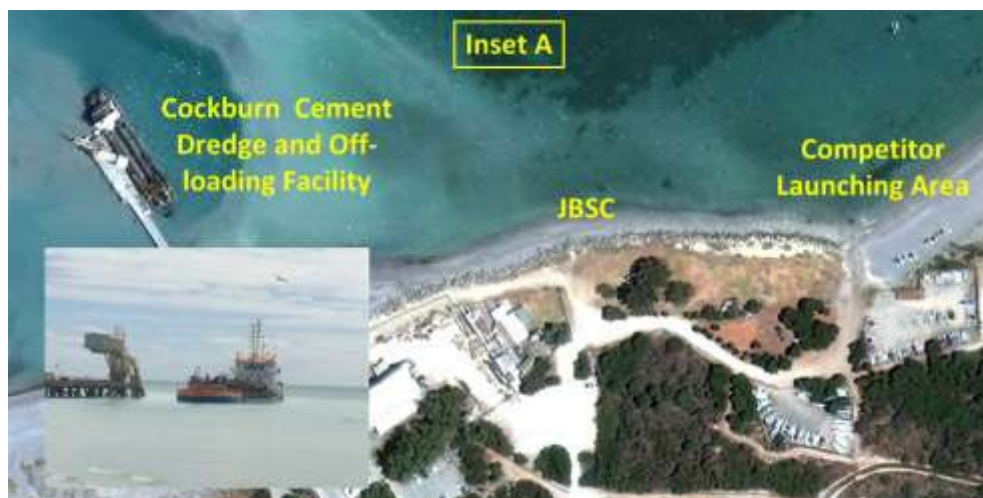 Inset A
Cockburn Cement
Dredge and Off-
loading Facility
JBSC
Competitor
Launching Area